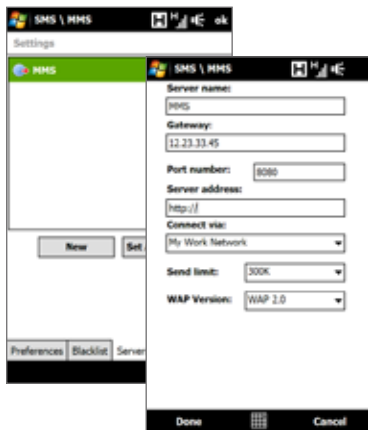 SMS \ MMS
ok
Settings
MMS
New
Set
Preferences
Blacklist
Server
SMS \ MMS
Server name:
MMS
Gateway:
12.23.33.45
Port number:
8080
Server address:
http://
Connect via:
My Work Network
Send limit:
300K
WAP Version:
WAP 2.0
Done
Cancel